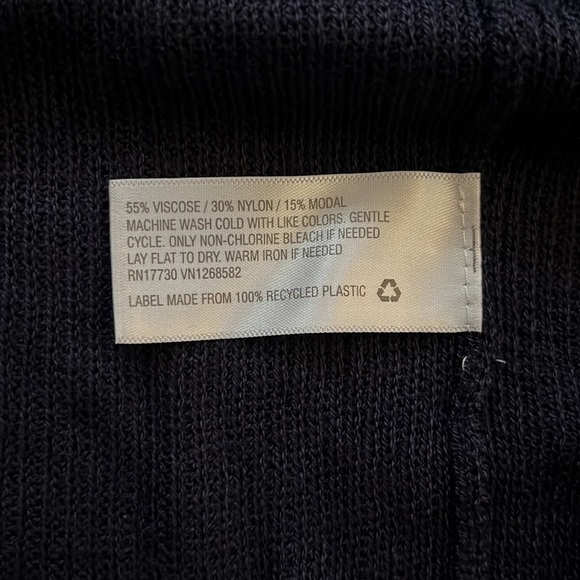 55% VISCOSE / 30% NYLON / 15% MODAL
MACHINE WASH COLD WITH LIKE COLORS. GENTLE
CYCLE. ONLY NON-CHLORINE BLEACH IF NEEDED
LAY FLAT TO DRY. WARM IRON IF NEEDED
RN17730 VN1268582
LABEL MADE FROM 100% RECYCLED PLASTIC